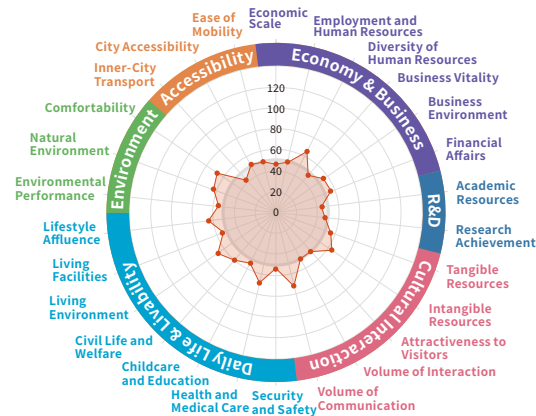 Economic
Scale
Employment and
Human Resources
Diversity of
Human Resources
Business Vitality
Business
Environment
Financial
Affairs
Academic
Resources
Research
Achievement
Tangible
Resources
Intangible
Resources
Attractiveness to
Visitors
Volume of Interaction
Volume of
Communication
Security
and Safety
Health and
Medical Care
Childcare
and Education
Civil Life and
Welfare
Living
Environment
Living
Facilities
Lifestyle
Affluence
Environmental
Performance
Natural
Environment
Comfortability
Inner-City
Transport
City Accessibility
Ease of
Mobility
Economy & Business
R&D
Cultural Interaction
Daily Life & Livability
Environment
Accessibility
120
100
80
60
40
20
0